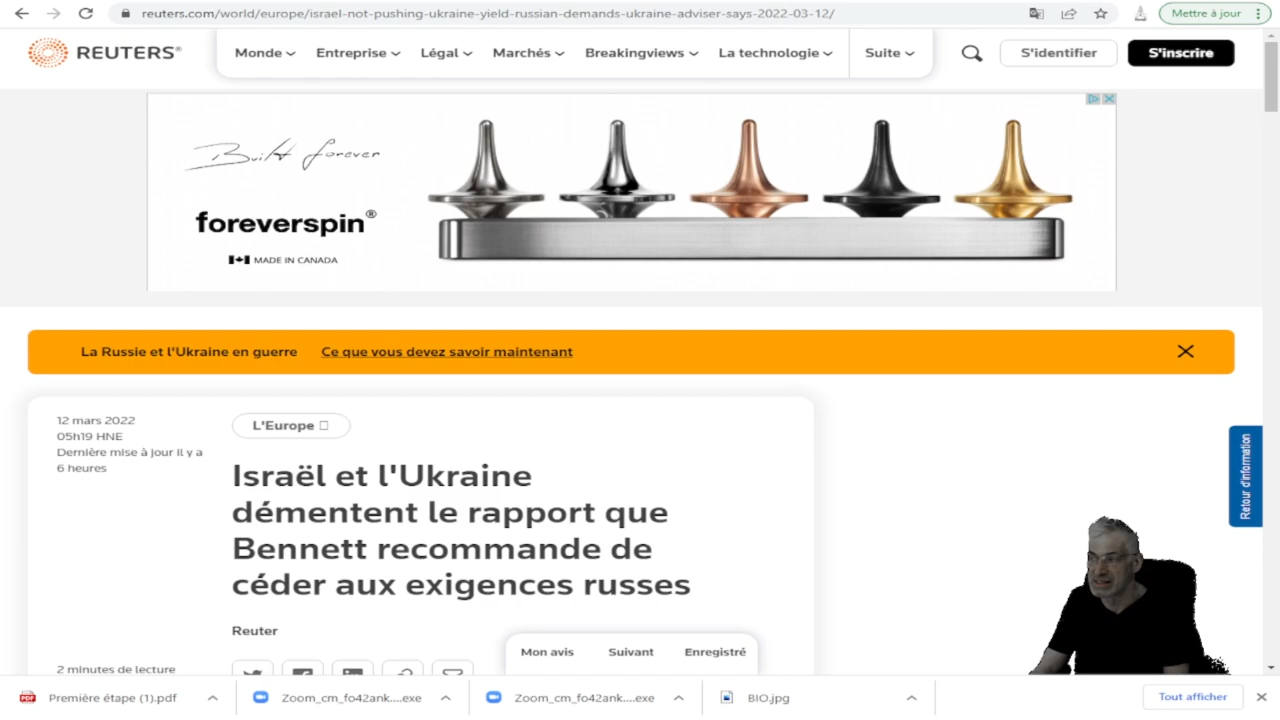 reuters.com/world/europe/israel-not-pushing-ukraine-yield-russian-demands-ukraine-adviser-says-2022-03-12/
Mettre à jour
REUTERS®
Monde
Entreprise
Légal
Marchés
Breakingviews
La technologie
Suite
S'identifier
S'inscrire
Built forever
foreverspin®
MADE IN CANADA
La Russie et l'Ukraine en guerre
Ce que vous devez savoir maintenant
12 mars 2022
05h19 HNE
Dernière mise à jour il y a
6 heures
L'Europe
Israël et l'Ukraine
démentent le rapport que
Bennett recommande de
céder aux exigences russes
Reuter
2 minutes de lecture
Mon avis
Suivant
Enregistré
Retour d'information
Première étape (1).pdf
Zoom_cm_fo42ank....exe
Zoom_cm_fo42ank....exe
BIO.jpg
Tout afficher